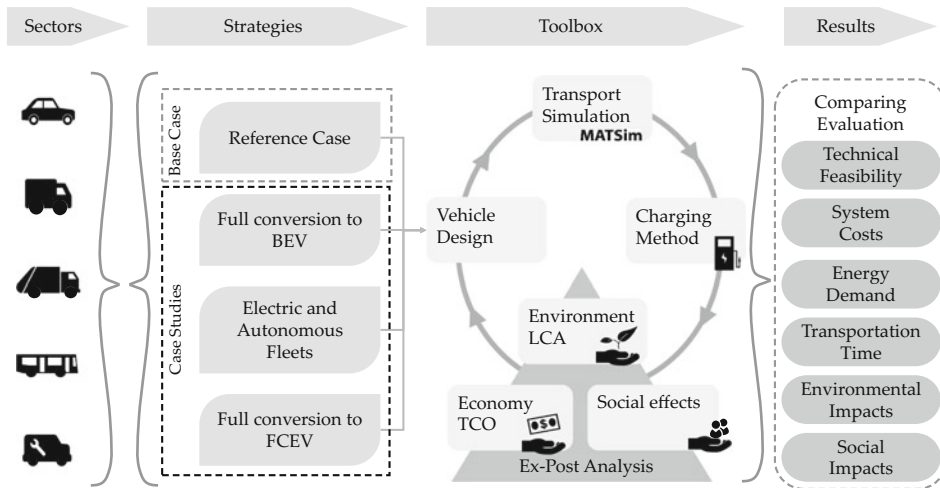 Sectors
Strategies
Toolbox
Results
Base Case
Reference Case
Case Studies
Full conversion to
BEV
Electric and
Autonomous
Fleets
Full conversion to
FCEV
Transport
Simulation
MATSim
Vehicle
Design
Charging
Method
Environment
LCA
Economy
TCO
Social effects
Ex-Post Analysis
Comparing
Evaluation
Technical
Feasibility
System
Costs
Energy
Demand
Transportation
Time
Environmental
Impacts
Social
Impacts